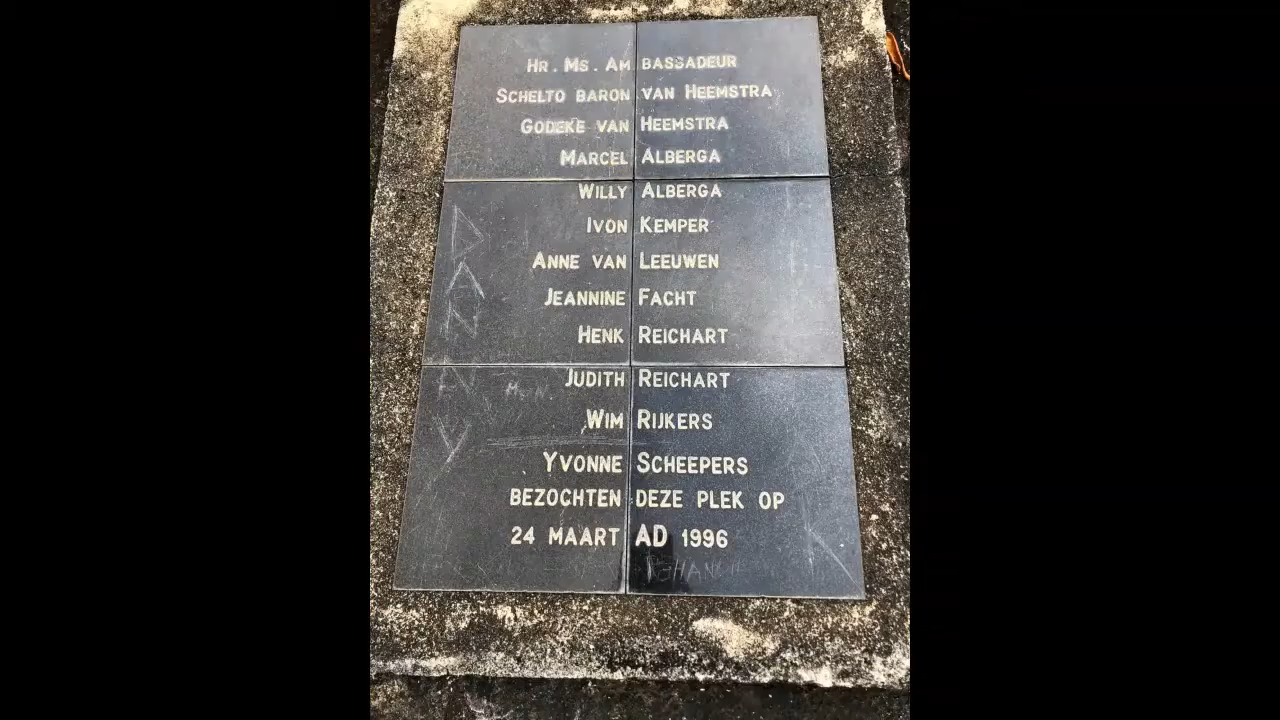 HR. MS. AMBASSADEUR
SCHELTO BARON VAN HEEMSTRA
GODEKE VAN HEEMSTRA
MARCEL ALBERGA
WILLY ALBERGA
IVON KEMPER
ANNE VAN LEEUWEN
JEANNINE FACHT
HENK REICHART
JUDITH REICHART
WIM RIJKERS
YVONNE SCHEEPERS
BEZOCHTEN DEZE PLEK OP
24 MAART AD 1996